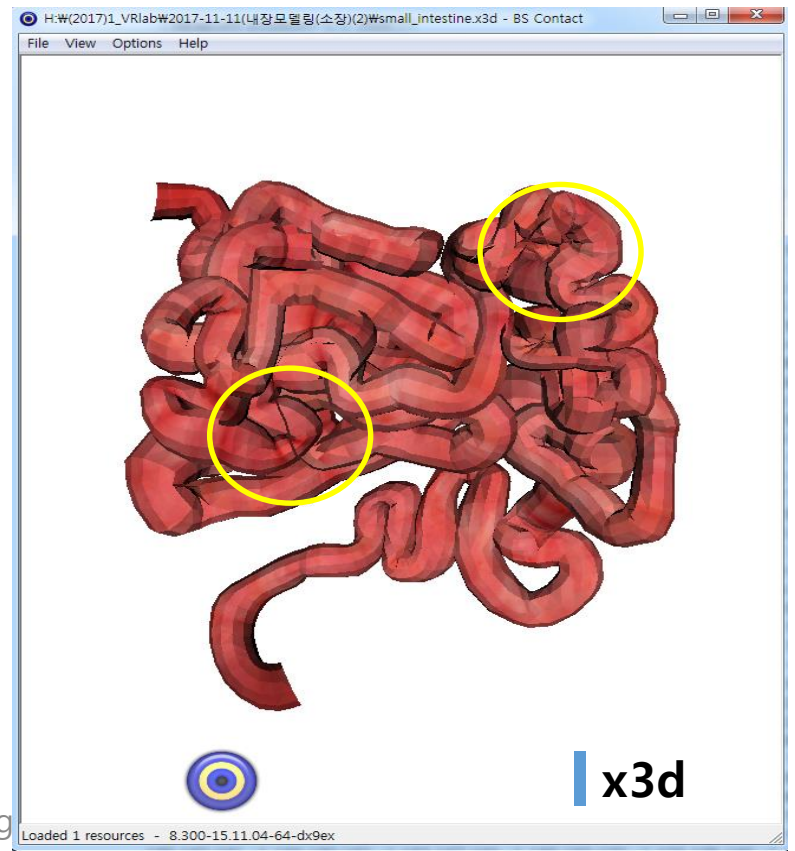 H:₩(2017)1_VRlab₩2017-11-11(내장모델링(소장)(2)₩small_intestine.x3d - BS Contact
File View Options Help
x3d
g
Loaded 1 resources - 8.300-15.11.04-64-dx9ex